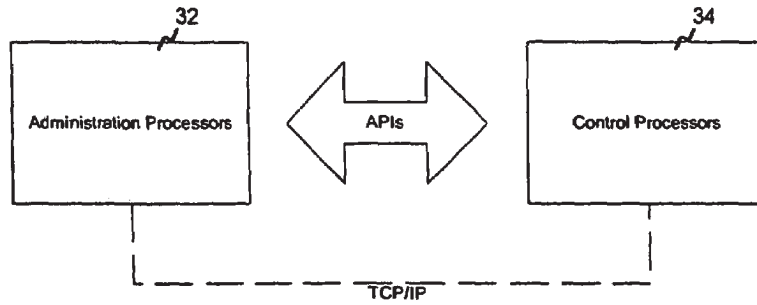 32
34
Administration Processors
APIs
Control Processors
TCP/IP